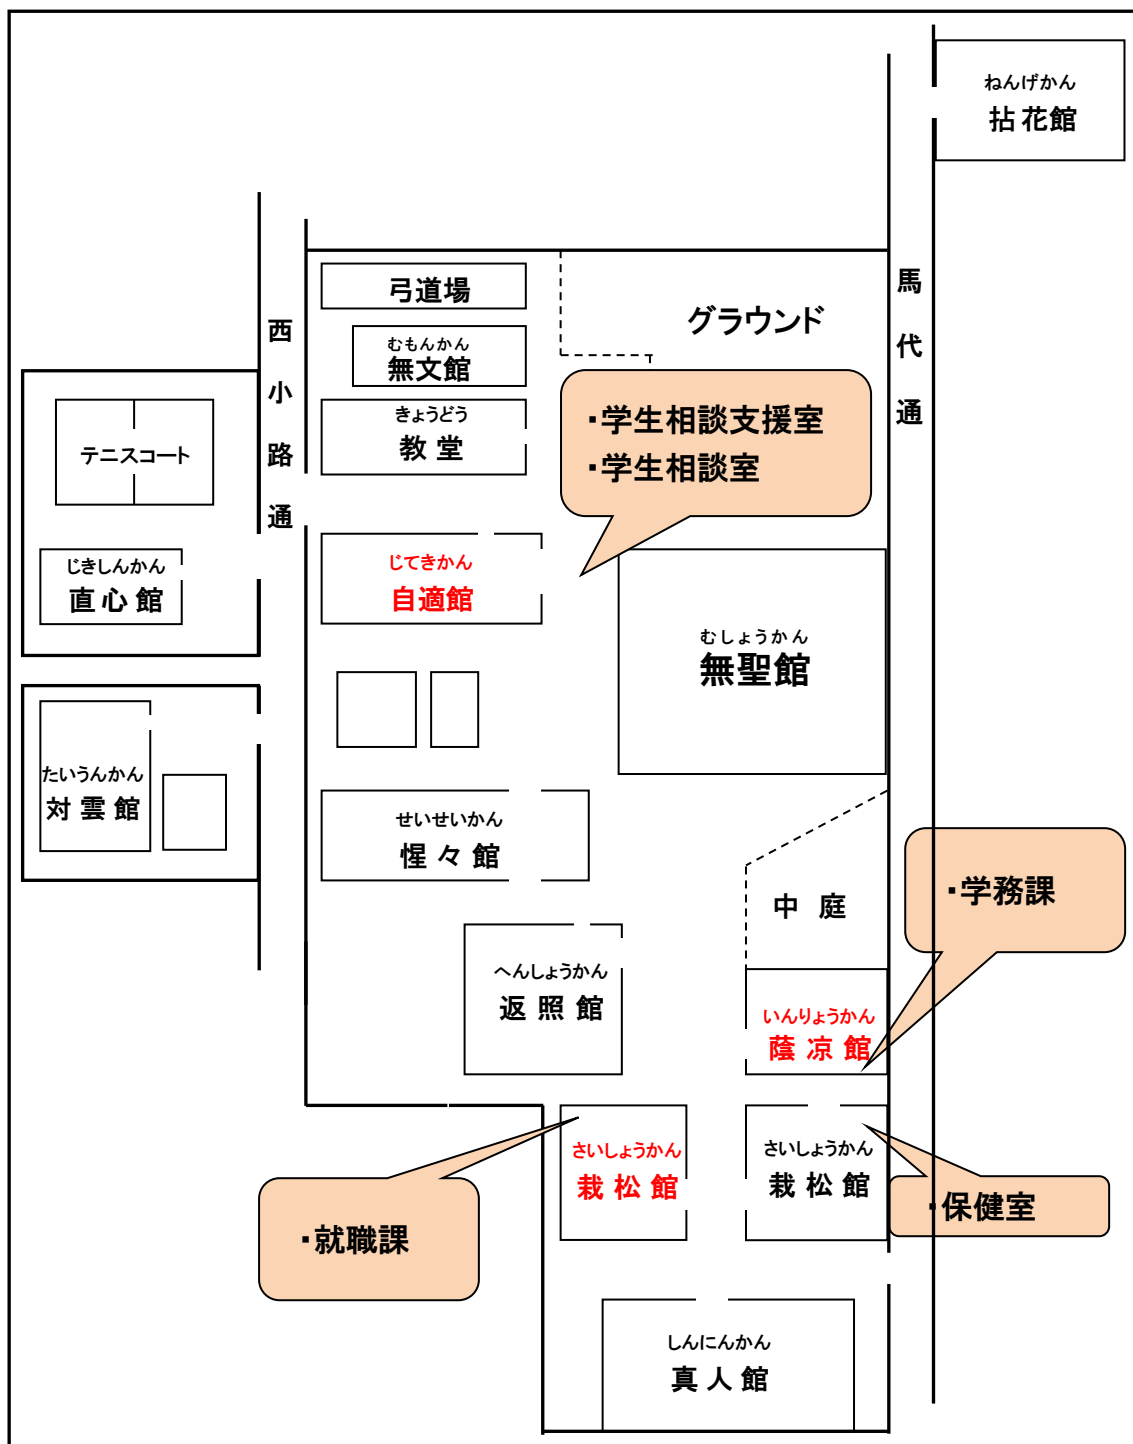 ねんげかん
拈花館
馬代通
西小路通
弓道場
グラウンド
むもんかん
無文館
きょうどう
教堂
・学生相談支援室
・学生相談室
テニスコート
じきしんかん
直心館
じてきかん
自適館
むしょうかん
無聖館
たいうんかん
対雲館
せいせいかん
惺々館
・学務課
中庭
へんしょうかん
返照館
いんりょうかん
蔭凉館
さいしょうかん
栽松館
さいしょうかん
栽松館
・保健室
・就職課
しんにんかん
真人館